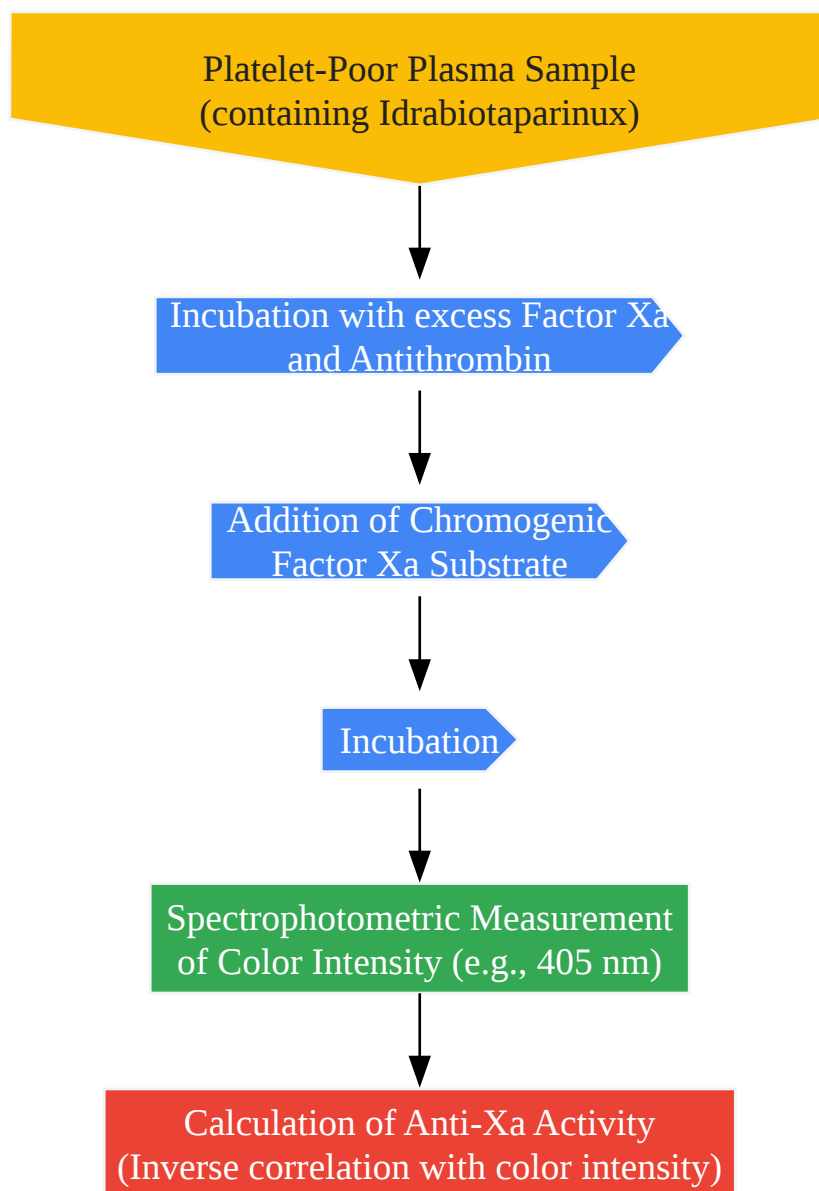 Platelet-Poor Plasma Sample
(containing Idrabiotaparinux)
Incubation with excess Factor Xa
and Antithrombin
Addition of Chromogenic
Factor Xa Substrate
Incubation
Spectrophotometric Measurement
of Color Intensity (e.g., 405 nm)
Calculation of Anti-Xa Activity
(Inverse correlation with color intensity)